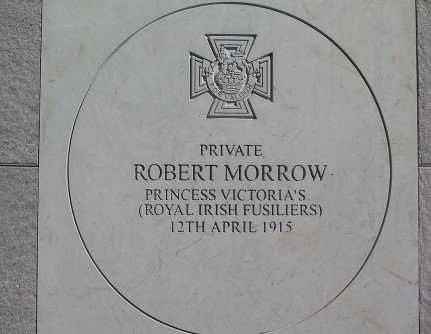 PRIVATE
ROBERT MORROW
PRINCESS VICTORIA'S
(ROYAL IRISH FUSILIERS)
12TH APRIL 1915